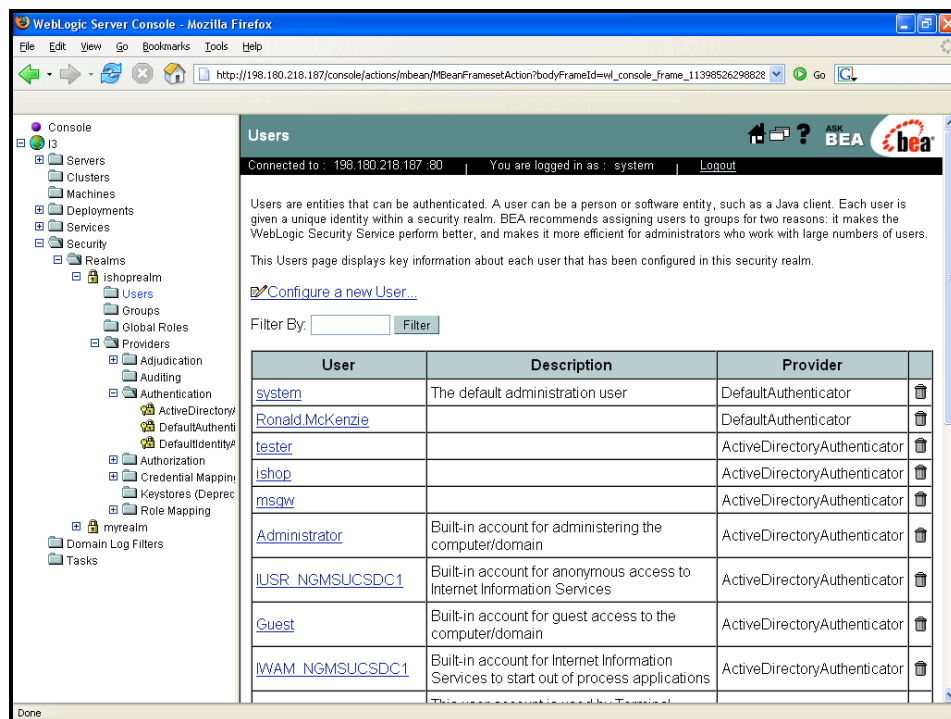 WebLogic Server Console - Mozilla Firefox
File Edit View Go Bookmarks Tools Help
http://198.180.218.187/console/actions/mbean/MBeanFramesetAction?bodyFrameId=wl_console_frame_11398526298828 Go G
Console
I3
Servers
Clusters
Machines
Deployments
Services
Security
Realms
ishoprealm
Users
Groups
Global Roles
Providers
Adjudication
Auditing
Authentication
ActiveDirectoryA
DefaultAuthenti
DefaultIdentityA
Authorization
Credential Mapping
Keystores (Deprec
Role Mapping
myrealm
Domain Log Filters
Tasks
Users ? ASK BEA bea
Connected to : 198.180.218.187 :80 You are logged in as : system Logout
Users are entities that can be authenticated. A user can be a person or software entity, such as a Java client. Each user is
given a unique identity within a security realm. BEA recommends assigning users to groups for two reasons: it makes the
WebLogic Security Service perform better, and makes it more efficient for administrators who work with large numbers of users.
This Users page displays key information about each user that has been configured in this security realm.
Configure a new User...
Filter By: Filter
User Description Provider
system The default administration user DefaultAuthenticator
Ronald.McKenzie DefaultAuthenticator
tester ActiveDirectoryAuthenticator
ishop ActiveDirectoryAuthenticator
msgw ActiveDirectoryAuthenticator
Administrator Built-in account for administering the
computer/domain ActiveDirectoryAuthenticator
IUSR_NGMSUCSDC1 Built-in account for anonymous access to
Internet Information Services ActiveDirectoryAuthenticator
Guest Built-in account for guest access to the
computer/domain ActiveDirectoryAuthenticator
IWAM_NGMSUCSDC1 Built-in account for Internet Information
Services to start out of process applications ActiveDirectoryAuthenticator
This user account is used by Terminal
Done